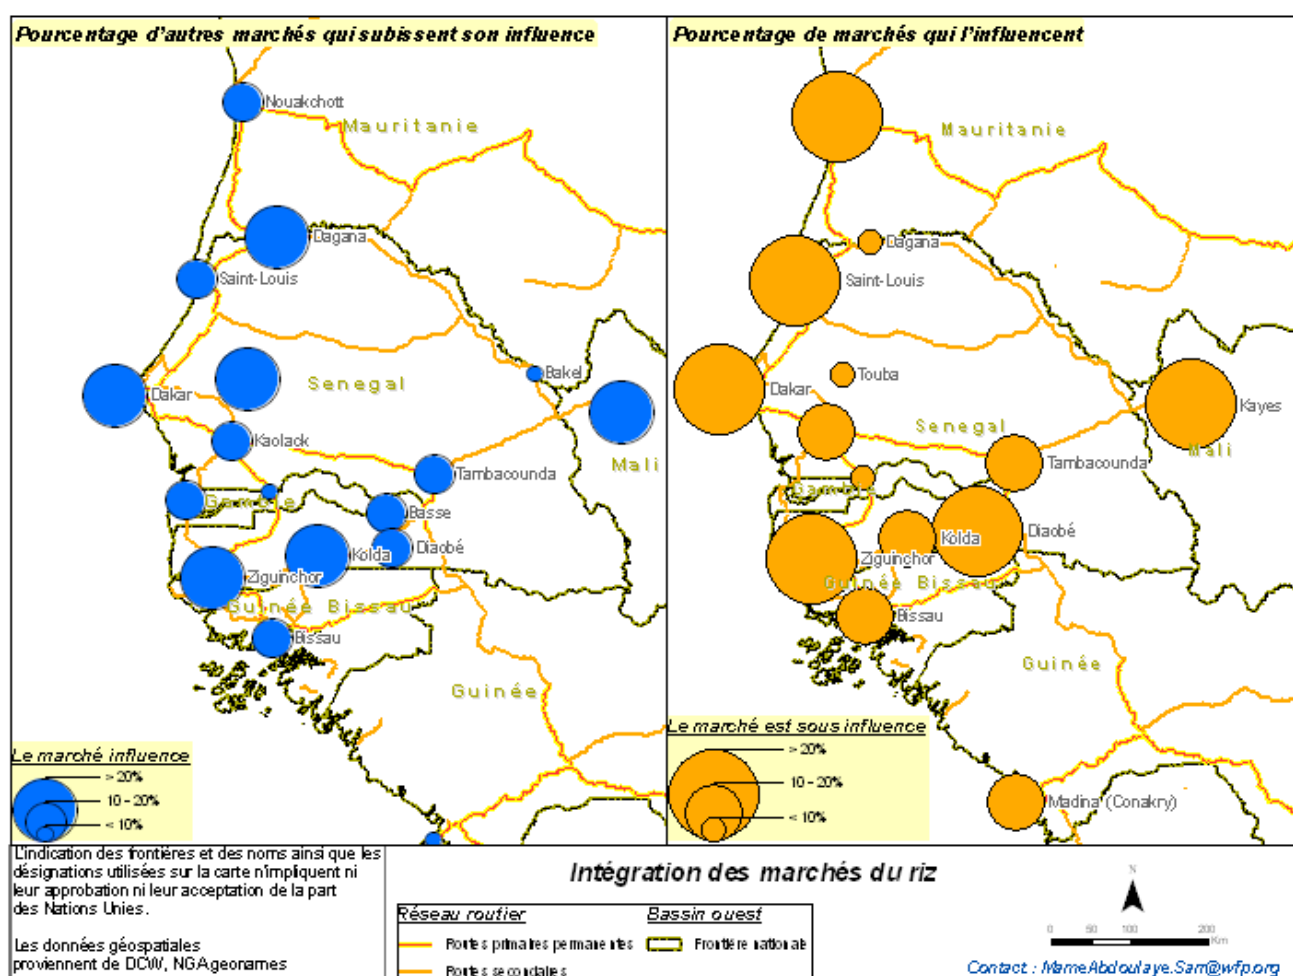 Pourcentage d'autres marchés qui subissent son influence
Nouakchott
Mauritanie
Dagana
Saint-Louis
Bakel
Senegal
Dakar
Kaolack
Mali
Tambacounda
Gambie
Basse
Diaobé
Kolda
Ziguinchor
Guinée Bissau
Bissau
Guinée
Le marché influence
> 20%
10 - 20%
< 10%
Pourcentage de marchés qui l'influencent
Mauritanie
Dagana
Saint-Louis
Touba
Dakar
Kayes
Senegal
Mali
Tambacounda
Gambie
Kolda
Diaobé
Ziguinchor
Guinée Bissau
Bissau
Guinée
Madina (Conakry)
Le marché est sous influence
> 20%
10 - 20%
< 10%
L'indication des frontières et des noms ainsi que les
désignations utilisées sur la carte n'impliquent ni
leur approbation ni leur acceptation de la part
des Nations Unies.
Les données géospatiales
proviennent de DCW, NGA,geonames
Intégration des marchés du riz
Réseau routier
Routes primaires permanentes
Routes secondaires
Bassin ouest
Frontière nationale
N
0 50 100 200
Km
Contact : MameAbdoulaye.Sam@wfp.org